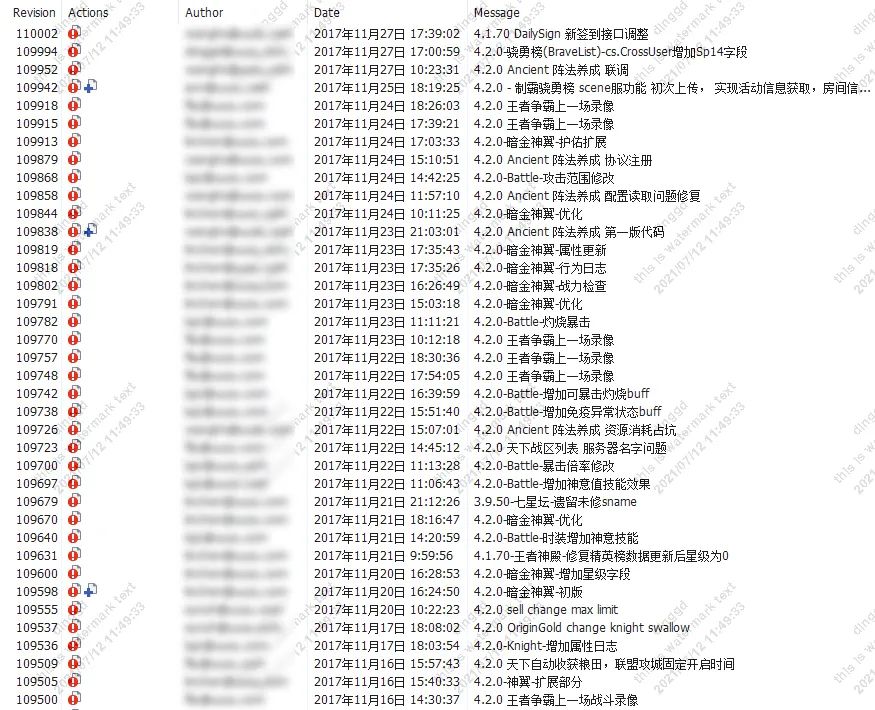 Revision Actions Author Date Message
110002 2017年11月27日 17:39:02 4.1.70 DailySign 新签到接口调整
109994 2017年11月27日 17:00:59 4.2.0-骁勇榜(BraveList)-cs.CrossUser增加Sp14字段
109952 2017年11月27日 10:23:31 4.2.0 Ancient 阵法养成 联调
109942 2017年11月25日 18:19:25 4.2.0 - 制霸骁勇榜 scene服功能 初次上传， 实现活动信息获取，房间信...
109918 2017年11月24日 18:26:03 4.2.0 王者争霸上一场录像
109915 2017年11月24日 17:39:21 4.2.0 王者争霸上一场录像
109913 2017年11月24日 17:03:33 4.2.0-暗金神翼-护佑扩展
109879 2017年11月24日 15:10:51 4.2.0 Ancient 阵法养成 协议注册
109868 2017年11月24日 14:42:25 4.2.0-Battle-攻击范围修改
109858 2017年11月24日 11:57:10 4.2.0 Ancient 阵法养成 配置读取问题修复
109844 2017年11月24日 10:11:25 4.2.0-暗金神翼-优化
109838 2017年11月23日 21:03:01 4.2.0 Ancient 阵法养成 第一版代码
109819 2017年11月23日 17:35:43 4.2.0-暗金神翼-属性更新
109818 2017年11月23日 17:35:26 4.2.0-暗金神翼-行为日志
109802 2017年11月23日 16:26:49 4.2.0-暗金神翼-战力检查
109791 2017年11月23日 15:03:18 4.2.0-暗金神翼-优化
109782 2017年11月23日 11:11:21 4.2.0-Battle-灼烧暴击
109770 2017年11月23日 10:12:18 4.2.0 王者争霸上一场录像
109757 2017年11月22日 18:30:36 4.2.0 王者争霸上一场录像
109748 2017年11月22日 17:54:05 4.2.0 王者争霸上一场录像
109742 2017年11月22日 16:39:59 4.2.0-Battle-增加可暴击灼烧buff
109738 2017年11月22日 15:51:40 4.2.0-Battle-增加免疫异常状态buff
109726 2017年11月22日 15:07:01 4.2.0 Ancient 阵法养成 资源消耗占坑
109723 2017年11月22日 14:45:12 4.2.0 天下战区列表 服务器名字问题
109700 2017年11月22日 11:13:28 4.2.0-Battle-暴击倍率修改
109697 2017年11月22日 11:06:43 4.2.0-Battle-增加神意值技能效果
109679 2017年11月21日 21:12:26 3.9.50-七星坛-遗留未修sname
109670 2017年11月21日 18:16:47 4.2.0-暗金神翼-优化
109640 2017年11月21日 14:20:59 4.2.0-Battle-时装增加神意技能
109631 2017年11月21日 9:59:56 4.1.70-王者神殿-修复精英榜数据更新后星级为0
109600 2017年11月20日 16:28:53 4.2.0-暗金神翼-增加星级字段
109598 2017年11月20日 16:24:50 4.2.0-暗金神翼-初版
109555 2017年11月20日 10:22:23 4.2.0 sell change max limit
109537 2017年11月17日 18:08:02 4.2.0 OriginGold change knight swallow
109536 2017年11月17日 18:03:54 4.2.0-Knight-增加属性日志
109509 2017年11月16日 15:57:43 4.2.0 天下自动收获粮田，联盟攻城固定开启时间
109505 2017年11月16日 15:40:33 4.2.0-神翼-扩展部分
109500 2017年11月16日 14:30:37 4.2.0 王者争霸上一场战斗录像